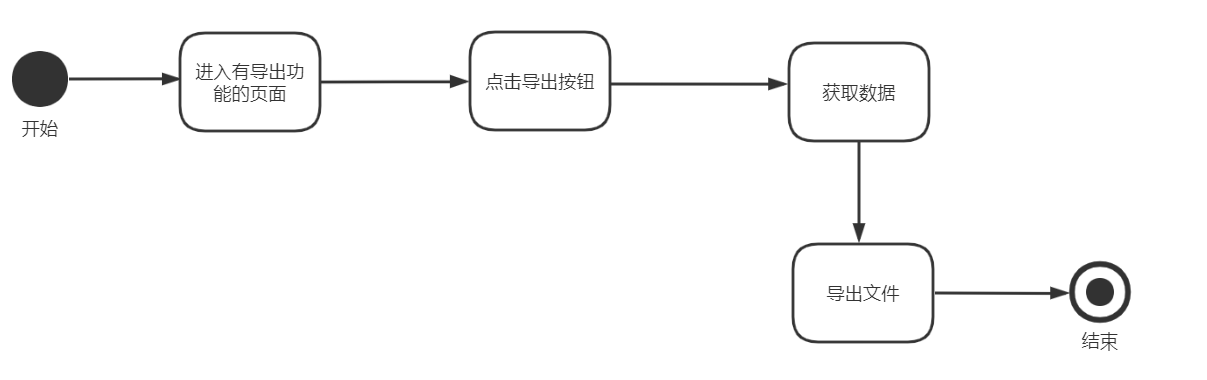 开始
进入有导出功
能的页面
点击导出按钮
获取数据
导出文件
结束